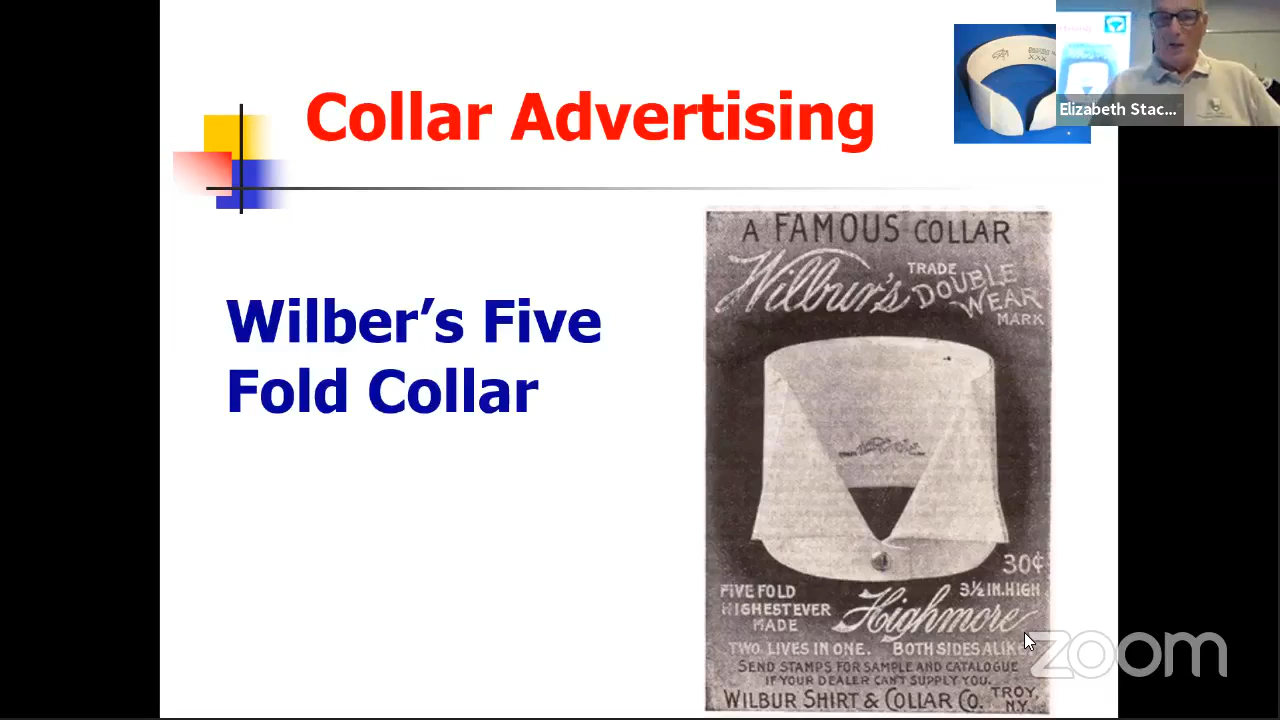 Collar Advertising
XXX
Elizabeth Stac...
Wilber's Five
Fold Collar
A FAMOUS COLLAR
Wilbur's TRADE DOUBLE
WEAR
MARK
30¢
FIVE FOLD
HIGHEST EVER
MADE
Highmore
3½ IN. HIGH
TWO LIVES IN ONE. BOTH SIDES ALIKE
SEND STAMPS FOR SAMPLE AND CATALOGUE
IF YOUR DEALER CAN'T SUPPLY YOU.
WILBUR SHIRT & COLLAR CO. TROY, N.Y.
zoom